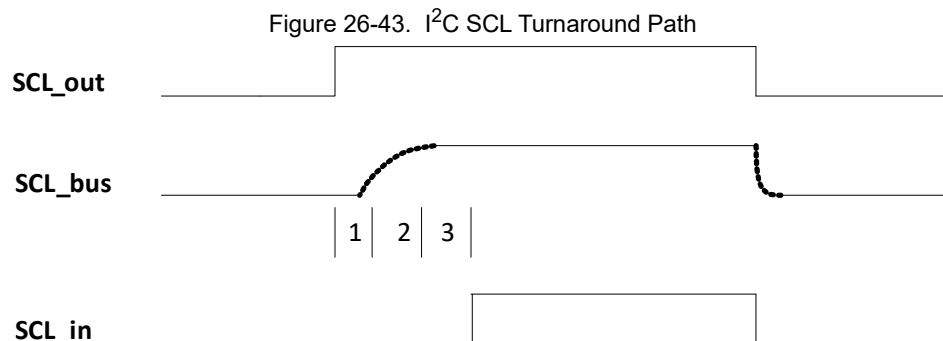 Figure 26-43. I²C SCL Turnaround Path
SCL_out
SCL_bus
1 2 3
SCL_in